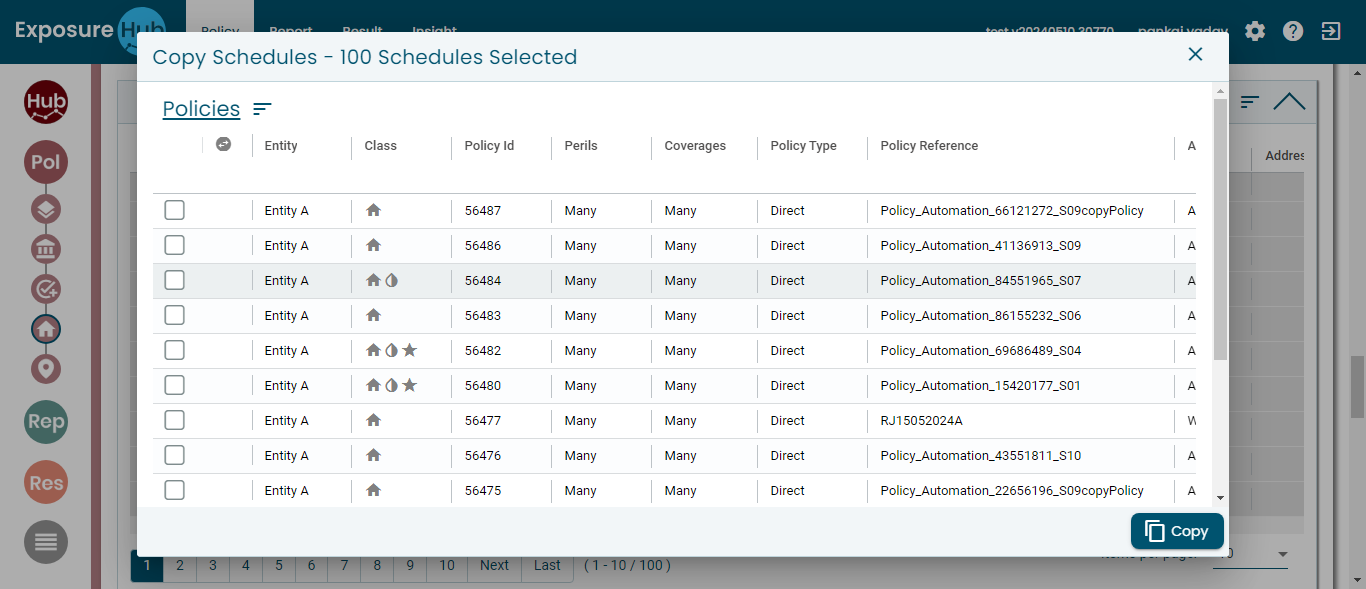 Exposure Hub
Policy Report Result Insight test.v20240510.30770 pankaj yadav
Copy Schedules - 100 Schedules Selected
Hub
Policies
Entity Class Policy Id Perils Coverages Policy Type Policy Reference A
Addres
Pol
Entity A 56487 Many Many Direct Policy_Automation_66121272_S09copyPolicy A
Entity A 56486 Many Many Direct Policy_Automation_41136913_S09 A
Entity A 56484 Many Many Direct Policy_Automation_84551965_S07 A
Entity A 56483 Many Many Direct Policy_Automation_86155232_S06 A
Entity A 56482 Many Many Direct Policy_Automation_69686489_S04 A
Entity A 56480 Many Many Direct Policy_Automation_15420177_S01 A
Entity A 56477 Many Many Direct RJ15052024A W
Rep
Entity A 56476 Many Many Direct Policy_Automation_43551811_S10 A
Res
Entity A 56475 Many Many Direct Policy_Automation_22656196_S09copyPolicy A
Copy
1 2 3 4 5 6 7 8 9 10 Next Last ( 1 - 10 / 100 )